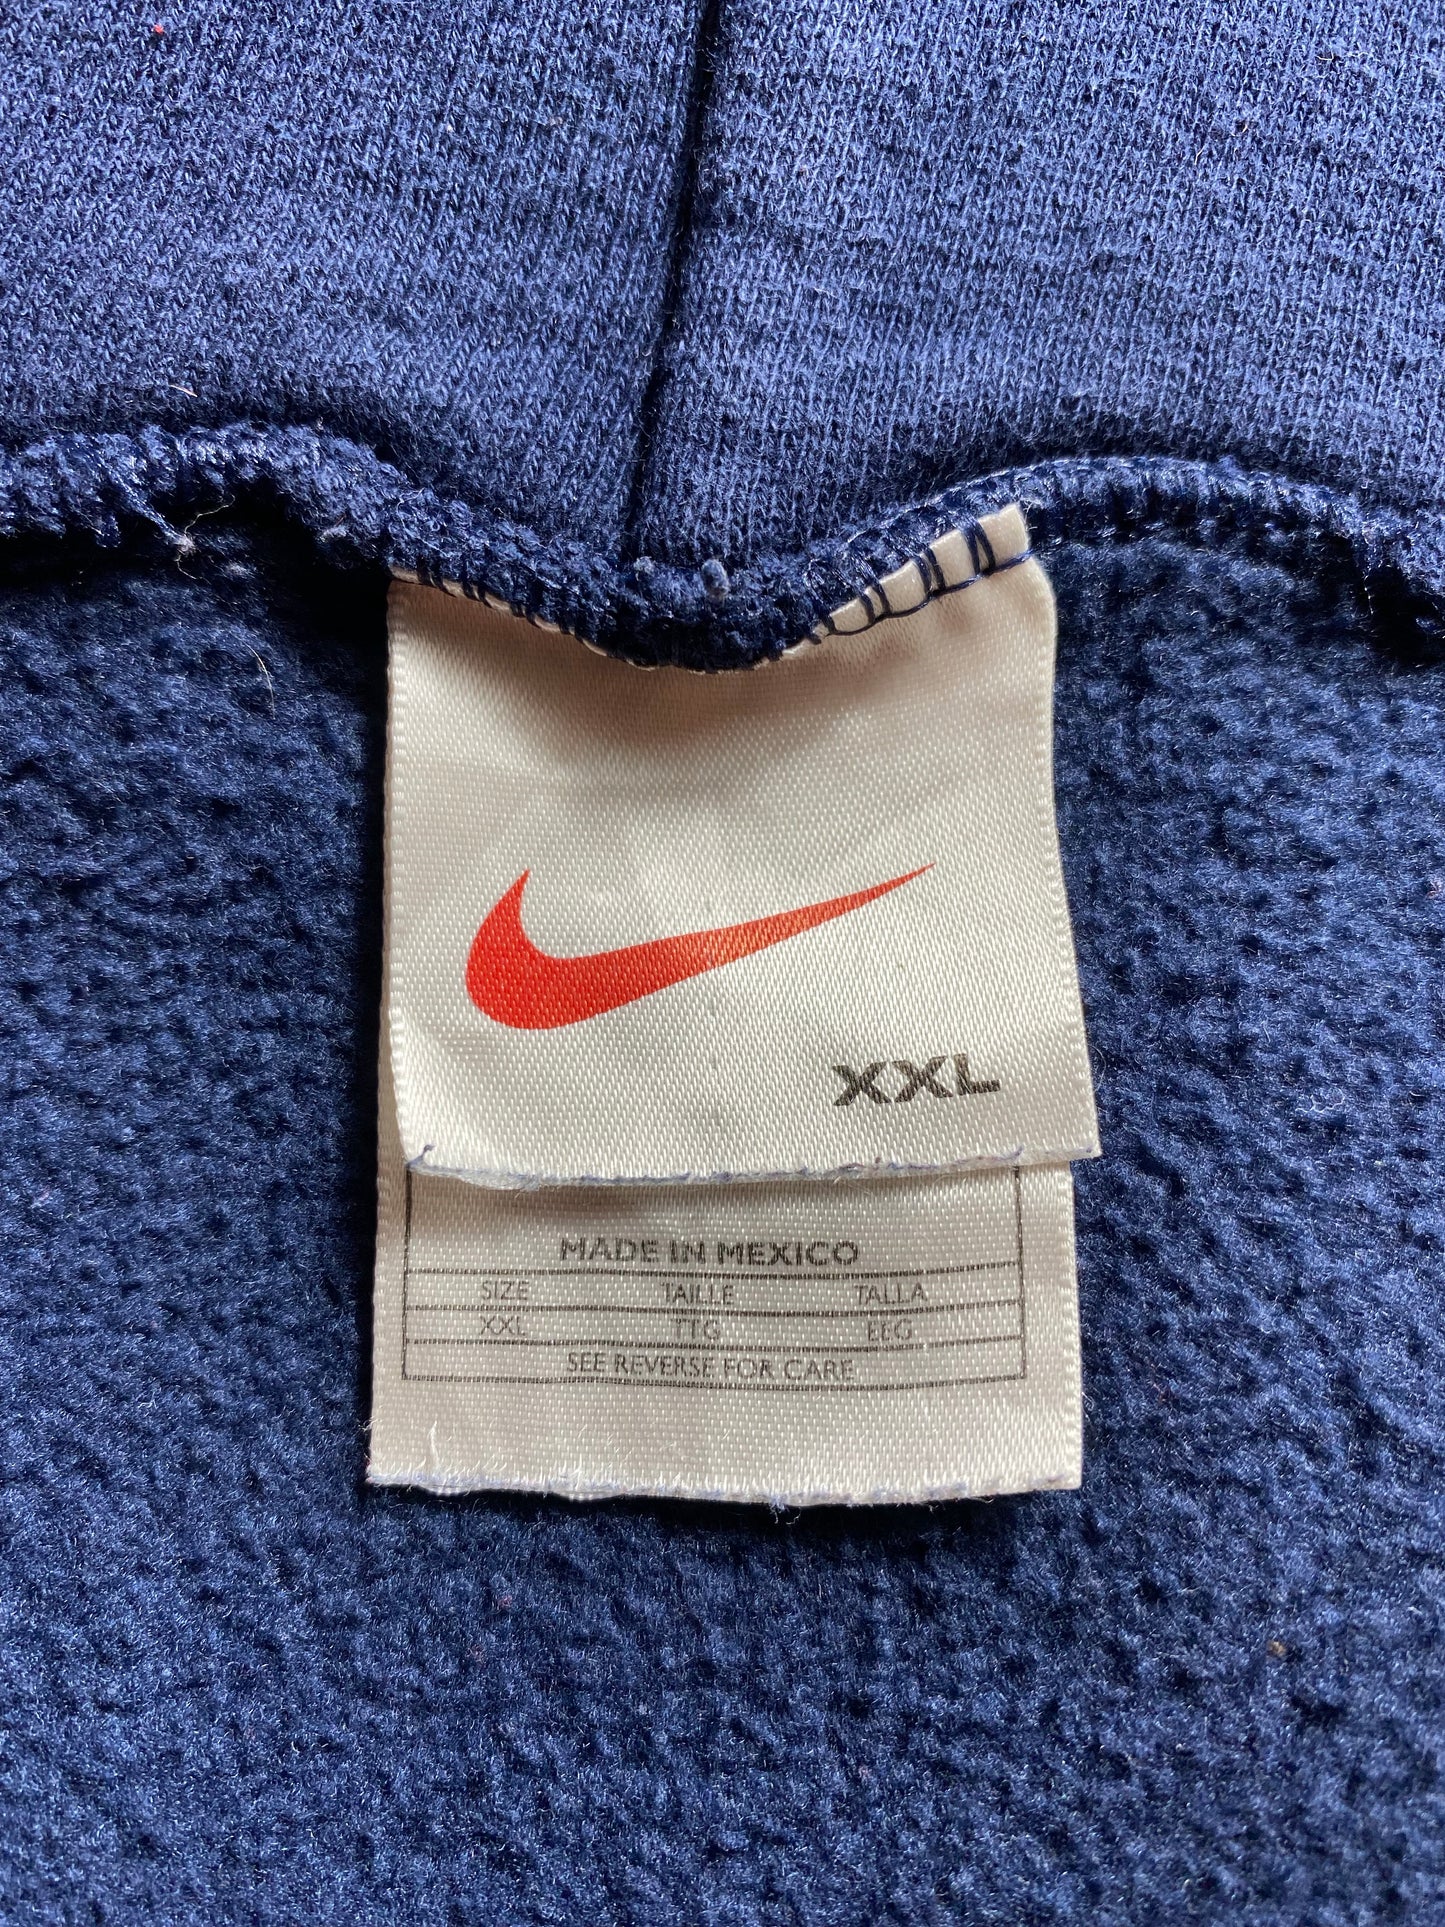 XXL
MADE IN MEXICO
SIZE TAILLE TALLA
XXL TTG EEG
SEE REVERSE FOR CARE